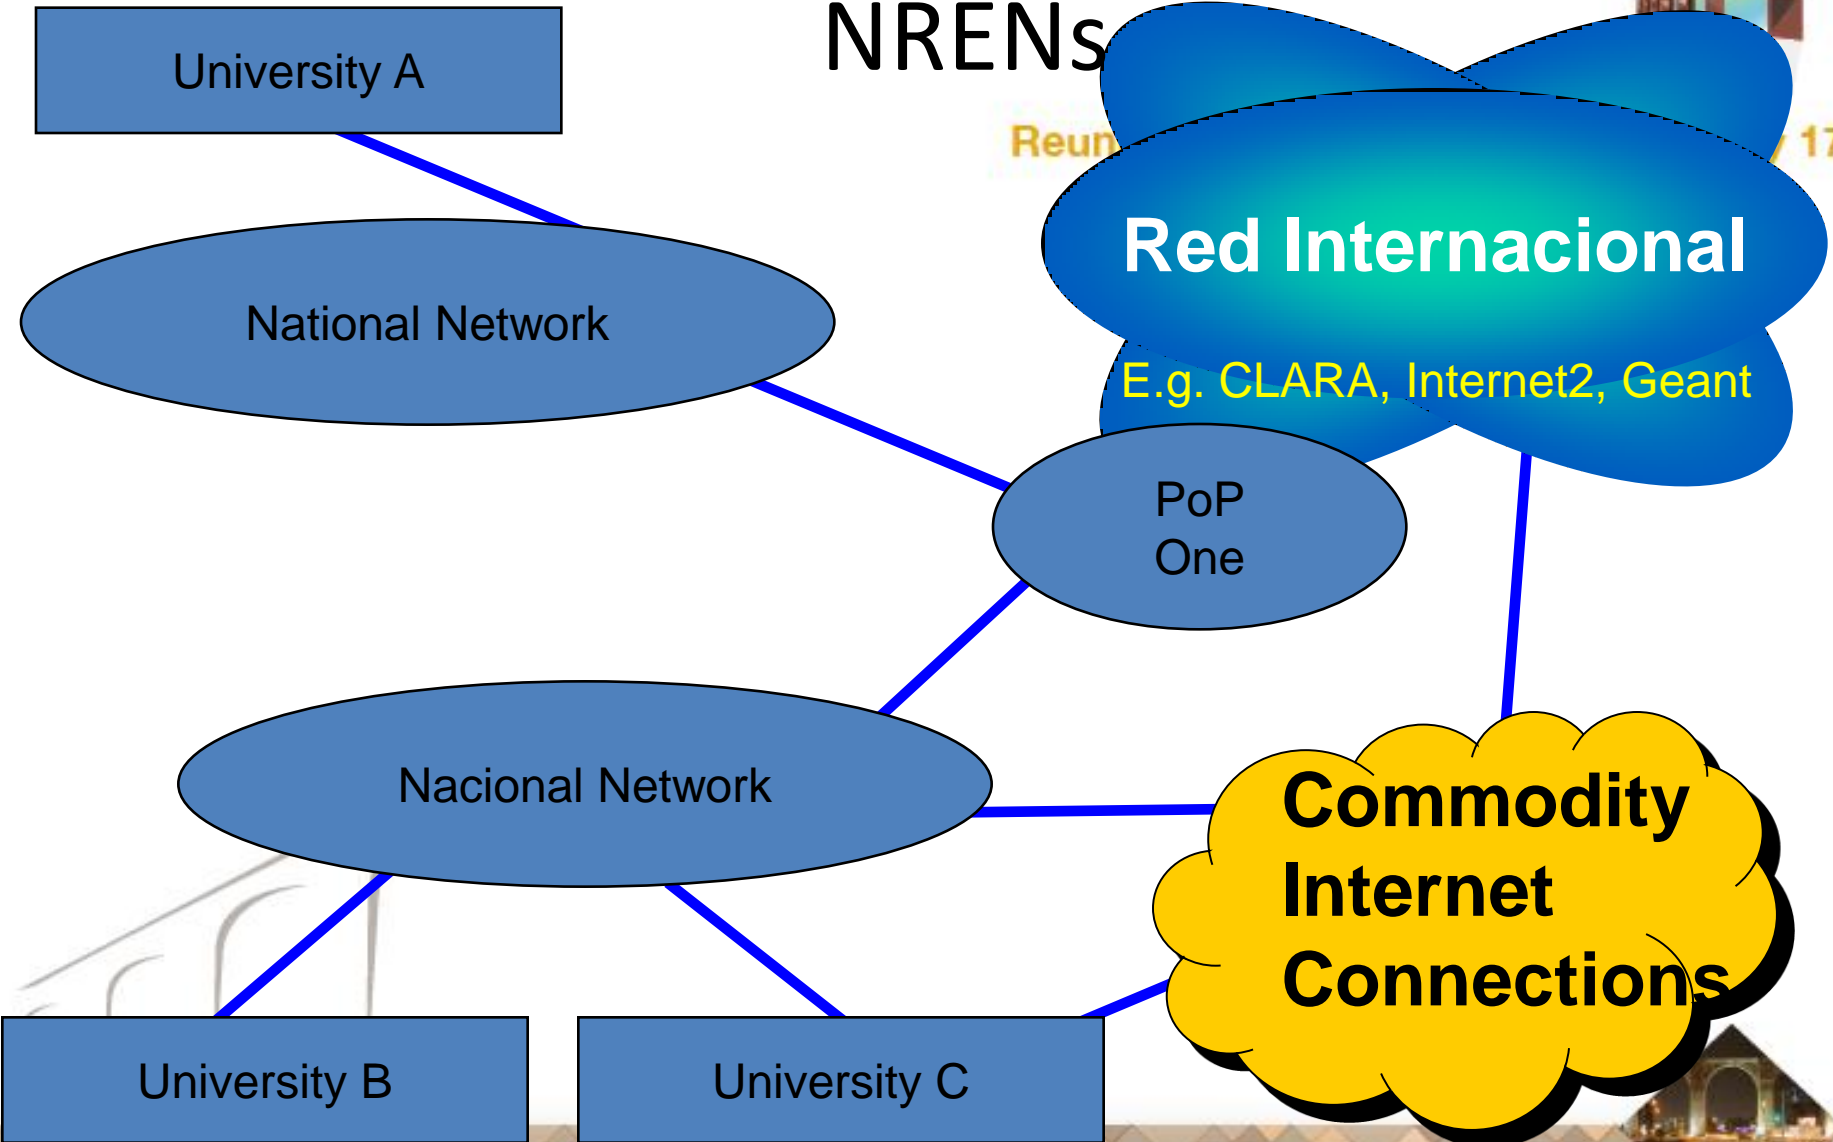 NRENs
University A
Reun
17
Red Internacional
National Network
E.g. CLARA, Internet2, Geant
PoP
One
Nacional Network
Commodity
Internet
Connections
University B
University C